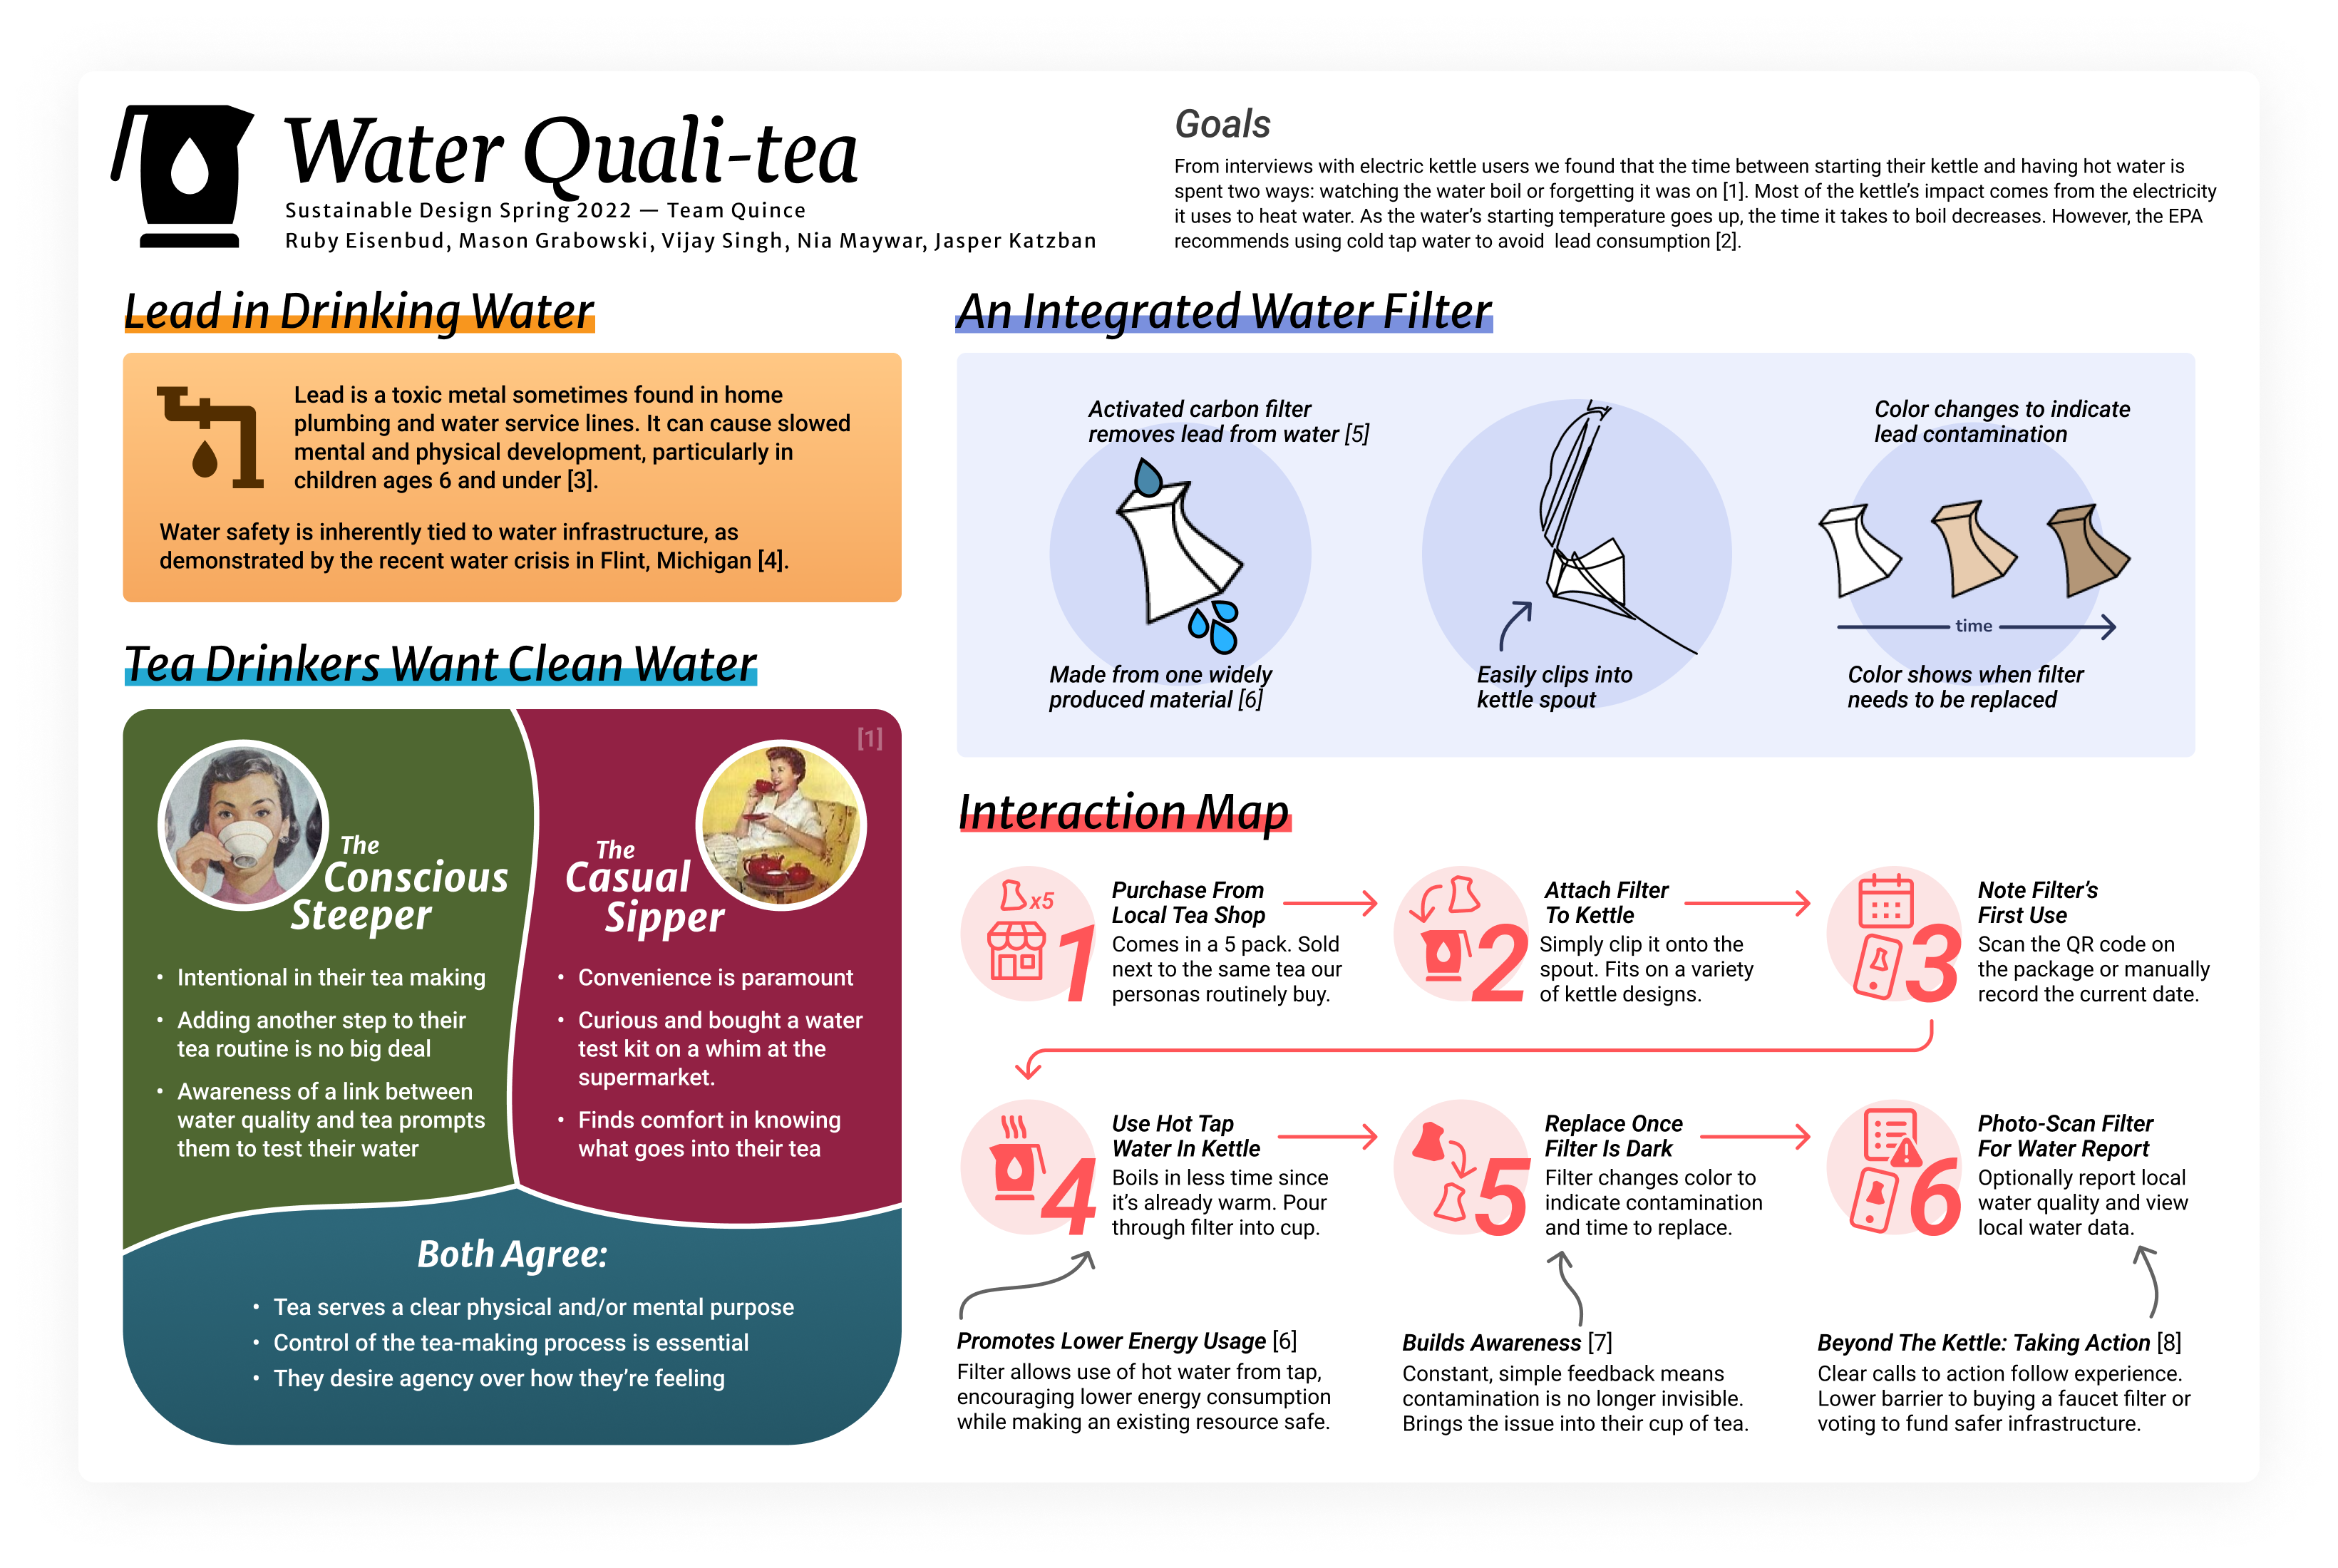 Water Quali-tea
Sustainable Design Spring 2022 — Team Quince
Ruby Eisenbud, Mason Grabowski, Vijay Singh, Nia Maywar, Jasper Katzban
Goals
From interviews with electric kettle users we found that the time between starting their kettle and having hot water is
spent two ways: watching the water boil or forgetting it was on [1]. Most of the kettle's impact comes from the electricity
it uses to heat water. As the water's starting temperature goes up, the time it takes to boil decreases. However, the EPA
recommends using cold tap water to avoid lead consumption [2].
Lead in Drinking Water
Lead is a toxic metal sometimes found in home
plumbing and water service lines. It can cause slowed
mental and physical development, particularly in
children ages 6 and under [3].
Water safety is inherently tied to water infrastructure, as
demonstrated by the recent water crisis in Flint, Michigan [4].
Tea Drinkers Want Clean Water
[1]
The
Conscious
Steeper
• Intentional in their tea making
• Adding another step to their
tea routine is no big deal
• Awareness of a link between
water quality and tea prompts
them to test their water
The
Casual
Sipper
• Convenience is paramount
• Curious and bought a water
test kit on a whim at the
supermarket.
• Finds comfort in knowing
what goes into their tea
Both Agree:
• Tea serves a clear physical and/or mental purpose
• Control of the tea-making process is essential
• They desire agency over how they're feeling
An Integrated Water Filter
Activated carbon filter
removes lead from water [5]
Made from one widely
produced material [6]
Easily clips into
kettle spout
Color changes to indicate
lead contamination
time
Color shows when filter
needs to be replaced
Interaction Map
x5
1
Purchase From
Local Tea Shop
Comes in a 5 pack. Sold
next to the same tea our
personas routinely buy.
2
Attach Filter
To Kettle
Simply clip it onto the
spout. Fits on a variety
of kettle designs.
3
Note Filter's
First Use
Scan the QR code on
the package or manually
record the current date.
4
Use Hot Tap
Water In Kettle
Boils in less time since
it's already warm. Pour
through filter into cup.
5
Replace Once
Filter Is Dark
Filter changes color to
indicate contamination
and time to replace.
6
Photo-Scan Filter
For Water Report
Optionally report local
water quality and view
local water data.
Promotes Lower Energy Usage [6]
Filter allows use of hot water from tap,
encouraging lower energy consumption
while making an existing resource safe.
Builds Awareness [7]
Constant, simple feedback means
contamination is no longer invisible.
Brings the issue into their cup of tea.
Beyond The Kettle: Taking Action [8]
Clear calls to action follow experience.
Lower barrier to buying a faucet filter or
voting to fund safer infrastructure.